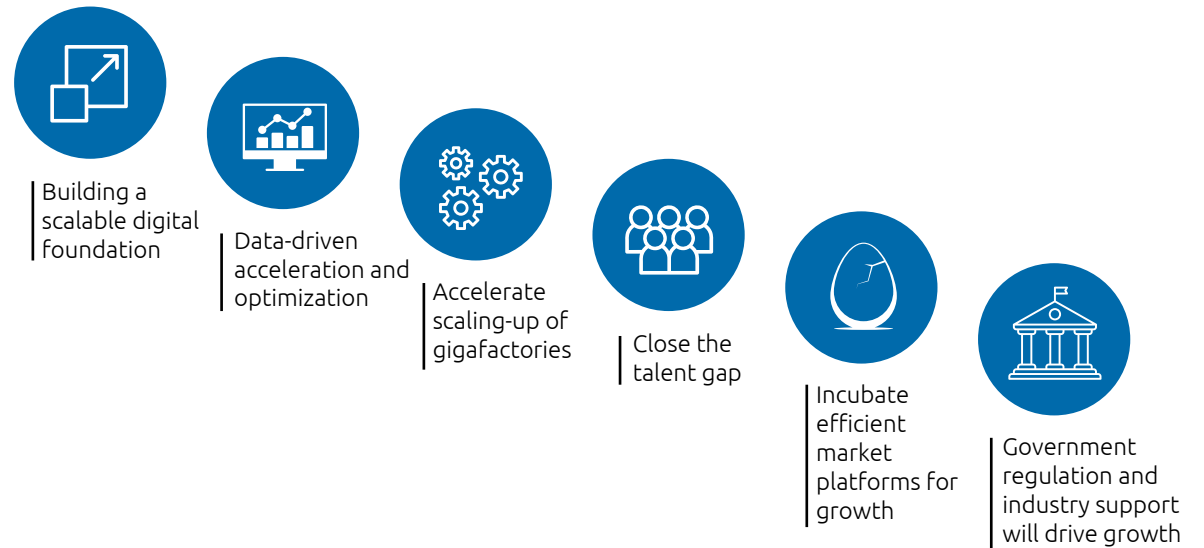 Building a
scalable digital
foundation
Data-driven
acceleration and
optimization
Accelerate
scaling-up of
gigafactories
Close the
talent gap
Incubate
efficient
market
platforms for
growth
Government
regulation and
industry support
will drive growth